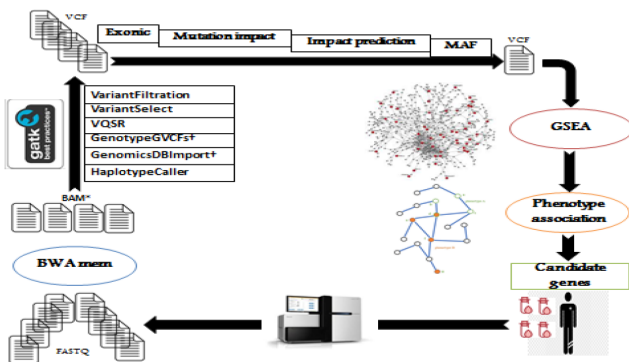 VCF
Exonic
Mutation impact
Impact prediction
MAF
VCF
gatk
best practices*
VariantFiltration
VariantSelect
VQSR
GenotypeGVCFs+
GenomicsDBImport+
HaplotypeCaller
GSEA
BAM*
Phenotype
association
BWA mem
Candidate
genes
FASTQ